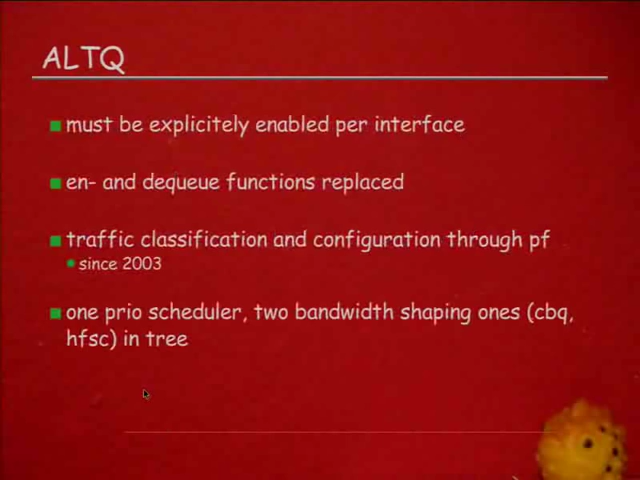 ALTQ
must be explicitely enabled per interface
en- and dequeue functions replaced
traffic classification and configuration through pf
since 2003
one prio scheduler, two bandwidth shaping ones (cbq,
hfsc) in tree